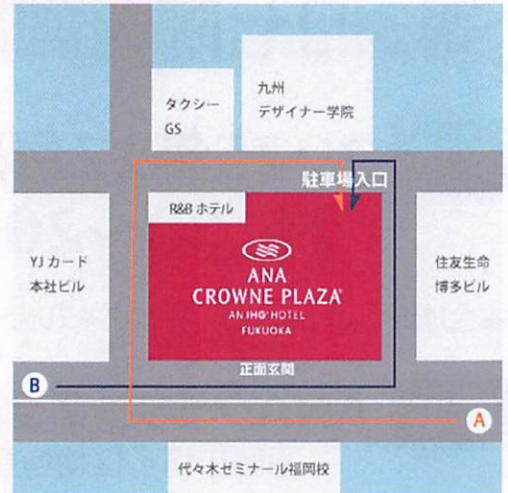 九州
デザイナー学院
タクシー
GS
駐車場入口
R&B ホテル
YJ カード
本社ビル
ANA
CROWNE PLAZA
AN IHG® HOTEL
FUKUOKA
住友生命
博多ビル
正面玄関
B
A
代々木ゼミナール福岡校